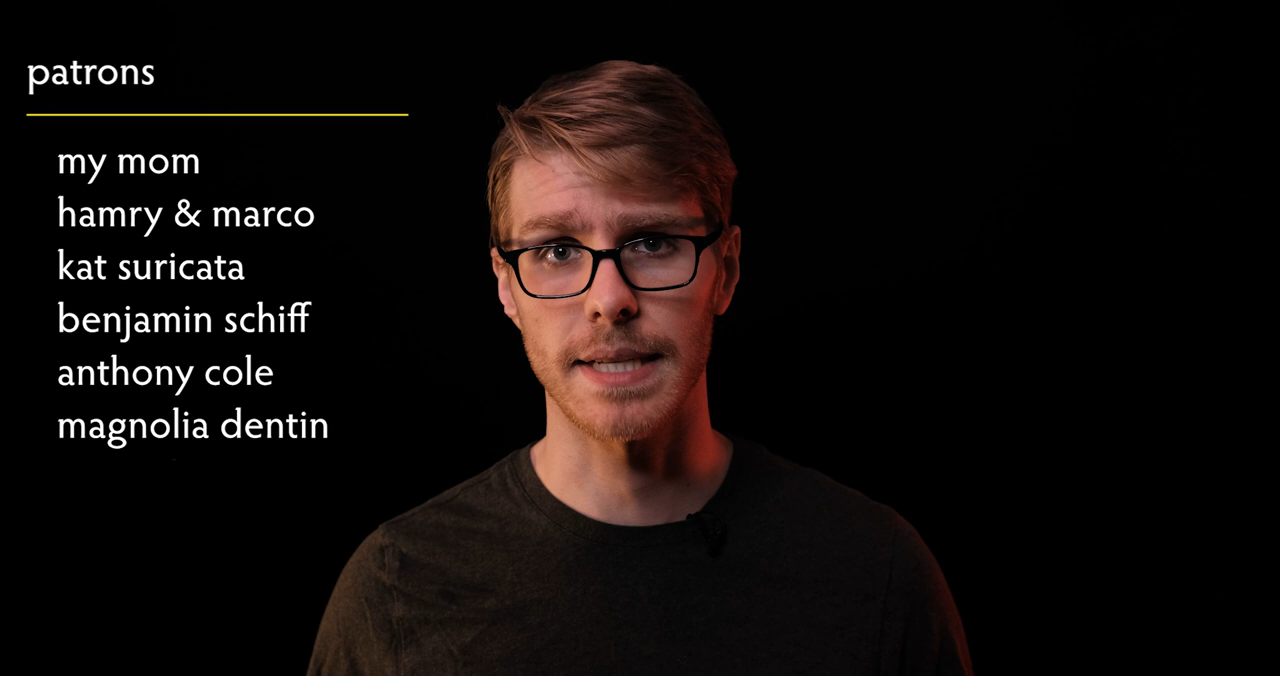 patrons
my mom
hamry & marco
kat suricata
benjamin schiff
anthony cole
magnolia dentin